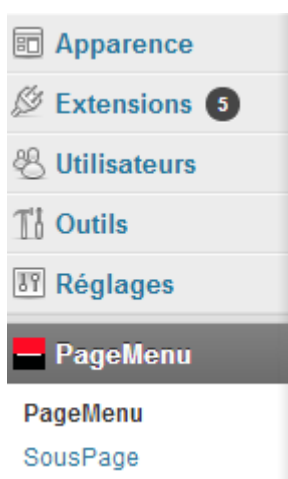 Apparence
Extensions 5
Utilisateurs
Outils
Réglages
PageMenu
PageMenu
SousPage